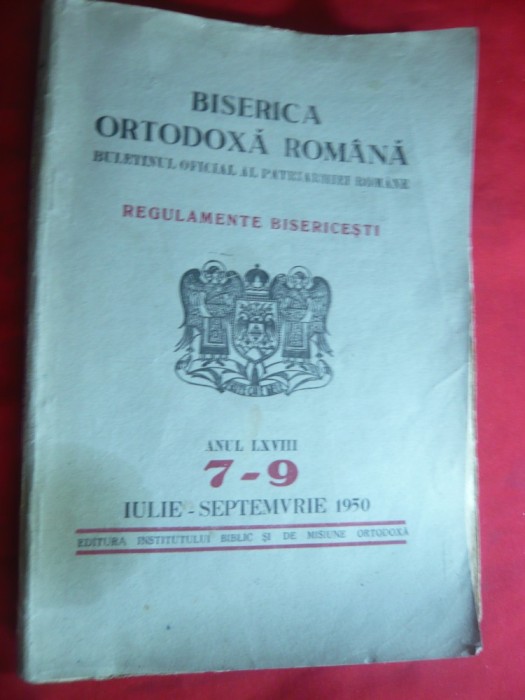 BISERICA
ORTODOXĂ ROMÂNĂ
BULETINUL OFICIAL AL PATRIARHIEI ROMÂNE
REGULAMENTE BISERICEȘTI
ANUL LXVIII
7-9
IULIE - SEPTEMVRIE 1950
EDITURA INSTITUTULUI BIBLIC ȘI DE MISIUNE ORTODOXĂ